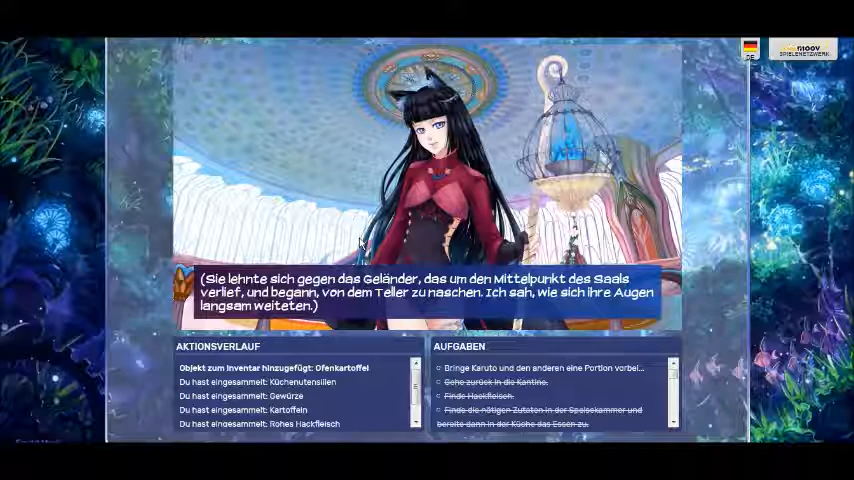 DE
moov
SPIELENETZWERK
(Sie lehnte sich gegen das Geländer, das um den Mittelpunkt des Saals
verlief, und begann, von dem Teller zu naschen. Ich sah, wie sich ihre Augen
langsam weiteten.)
AKTIONSVERLAUF
Objekt zum Inventar hinzugefügt: Ofenkartoffel
Du hast eingesammelt: Küchenutensilien
Du hast eingesammelt: Gewürze
Du hast eingesammelt: Kartoffeln
Du hast eingesammelt: Rohes Hackfleisch
AUFGABEN
Bringe Karuto und den anderen eine Portion vorbei...
Gehe zurück in die Kantine.
Finde Hackfleisch.
Finde die nötigen Zutaten in der Speisekammer und
bereite dann in der Küche das Essen zu.